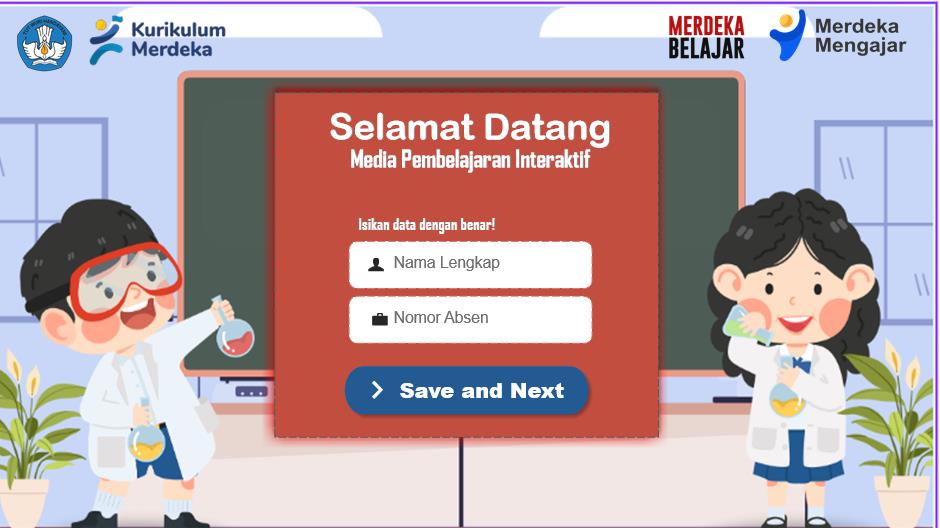 Kurikulum
Merdeka
MERDEKA
BELAJAR
Merdeka
Mengajar
Selamat Datang
Media Pembelajaran Interaktif
Isikan data dengan benar!
Nama Lengkap
Nomor Absen
Save and Next